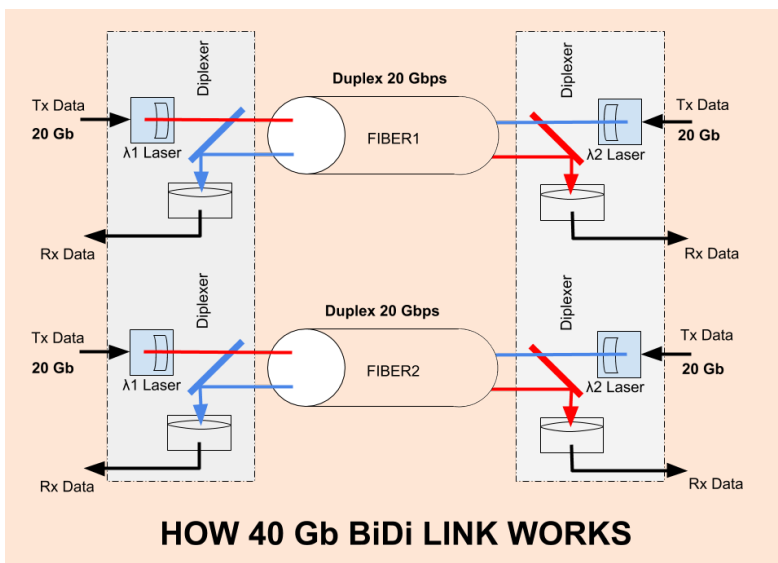 Duplex 20 Gbps
Diplexer
Diplexer
Tx Data
20 Gb
λ1 Laser
FIBER1
λ2 Laser
Tx Data
20 Gb
Rx Data
Rx Data
Duplex 20 Gbps
Diplexer
Diplexer
Tx Data
20 Gb
λ1 Laser
FIBER2
λ2 Laser
Tx Data
20 Gb
Rx Data
Rx Data
HOW 40 Gb BiDi LINK WORKS